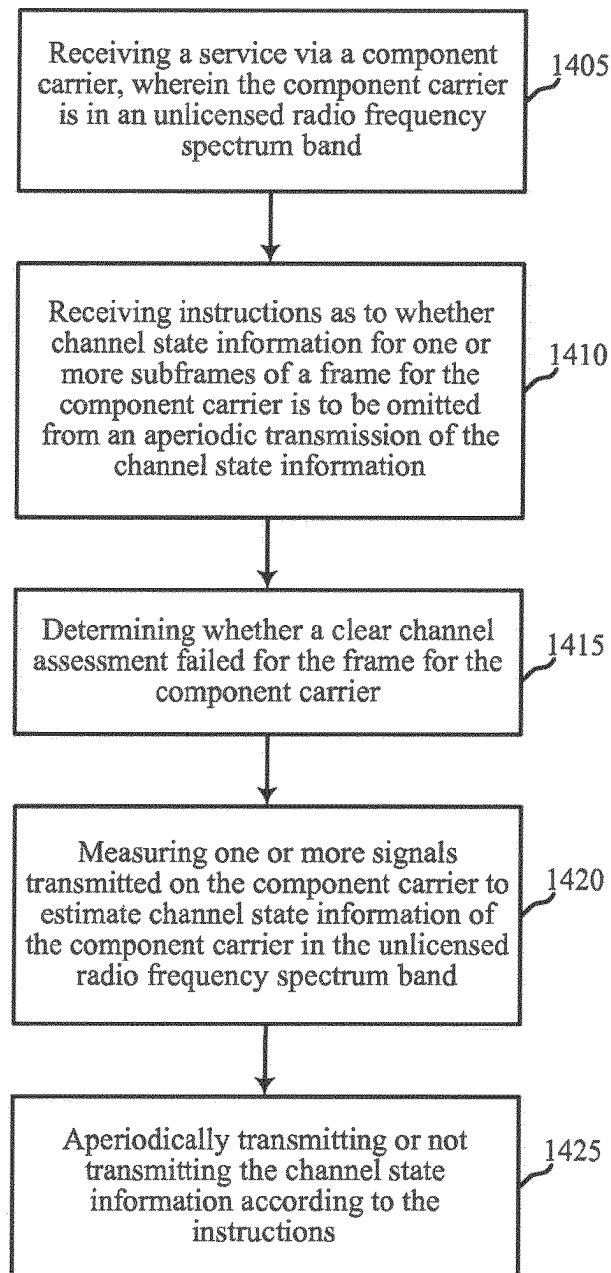 Receiving a service via a component
carrier, wherein the component carrier
is in an unlicensed radio frequency
spectrum band
1405
Receiving instructions as to whether
channel state information for one or
more subframes of a frame for the
component carrier is to be omitted
from an aperiodic transmission of the
channel state information
1410
Determining whether a clear channel
assessment failed for the frame for the
component carrier
1415
Measuring one or more signals
transmitted on the component carrier to
estimate channel state information of
the component carrier in the unlicensed
radio frequency spectrum band
1420
Aperiodically transmitting or not
transmitting the channel state
information according to the
instructions
1425